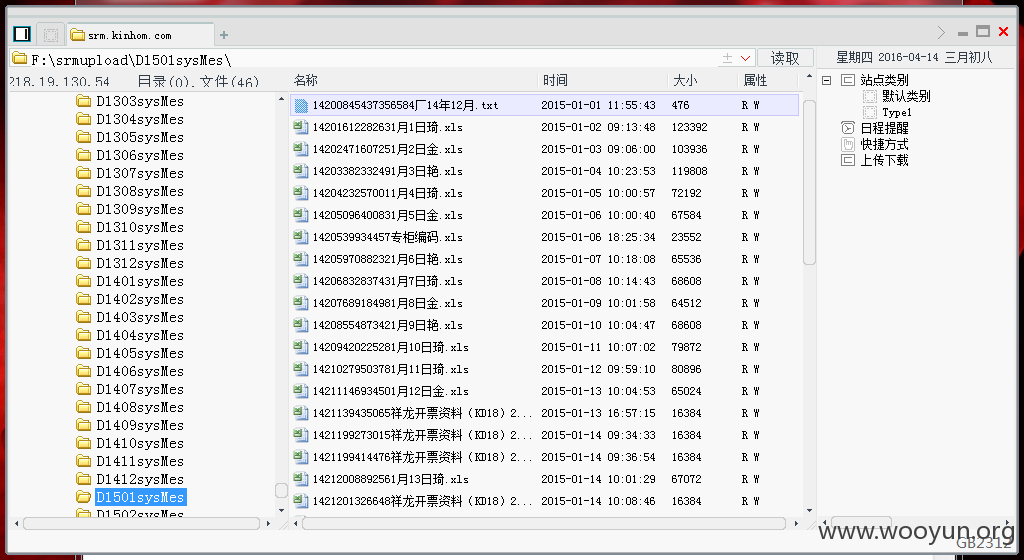 srm.kinhom.com
F:\srmupload\D1501sysMes\
读取
星期四 2016-04-14 三月初八
218.19.130.54 目录(0),文件(46)
名称 时间 大小 属性
D1303sysMes
D1304sysMes
D1305sysMes
D1306sysMes
D1307sysMes
D1308sysMes
D1309sysMes
D1310sysMes
D1311sysMes
D1312sysMes
D1401sysMes
D1402sysMes
D1403sysMes
D1404sysMes
D1405sysMes
D1406sysMes
D1407sysMes
D1408sysMes
D1409sysMes
D1410sysMes
D1411sysMes
D1412sysMes
D1501sysMes
D1502sysMes
14200845437356584厂14年12月.txt 2015-01-01 11:55:43 476 R W
14201612282631月1日琦.xls 2015-01-02 09:13:48 123392 R W
14202471607251月2日金.xls 2015-01-03 09:06:00 103936 R W
14203382332491月3日艳.xls 2015-01-04 10:23:53 119808 R W
14204232570011月4日琦.xls 2015-01-05 10:00:57 72192 R W
14205096400831月5日金.xls 2015-01-06 10:00:40 67584 R W
1420539934457专柜编码.xls 2015-01-06 18:25:34 23552 R W
14205970882321月6日艳.xls 2015-01-07 10:18:08 65536 R W
14206832837431月7日琦.xls 2015-01-08 10:14:43 68608 R W
14207689184981月8日金.xls 2015-01-09 10:01:58 64512 R W
14208554873421月9日艳.xls 2015-01-10 10:04:47 68608 R W
14209420225281月10日琦.xls 2015-01-11 10:07:02 79872 R W
14210279503781月11日琦.xls 2015-01-12 09:59:10 80896 R W
14211146934501月12日金.xls 2015-01-13 10:04:53 65024 R W
1421139435065祥龙开票资料（KD18）2... 2015-01-13 16:57:15 16384 R W
1421199273015祥龙开票资料（KD18）2... 2015-01-14 09:34:33 16384 R W
1421199414476祥龙开票资料（KD18）2... 2015-01-14 09:36:54 16384 R W
14212008892561月13日琦.xls 2015-01-14 10:01:29 67072 R W
1421201326648祥龙开票资料（KD18）2... 2015-01-14 10:08:46 16384 R W
站点类别
默认类别
Type1
日程提醒
快捷方式
上传下载
www.wooyun.org
GB2312